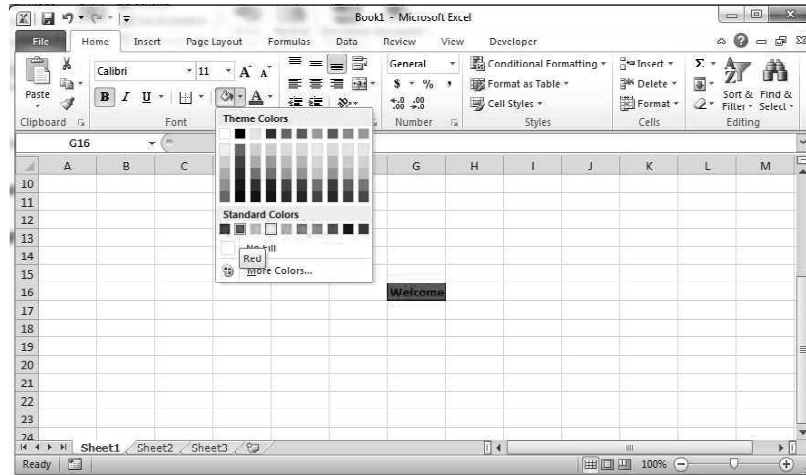 Book1 - Microsoft Excel
File Home Insert Page Layout Formulas Data Review View Developer
Paste
Calibri 11 A A
B I U A
General
$ % ,
Conditional Formatting
Format as Table
Cell Styles
Insert
Delete
Format
Σ
Sort & Filter
Find & Select
Clipboard Font Number Styles Cells Editing
G16
Theme Colors
Standard Colors
No Fill
Red
More Colors...
A B C G H I J K L M
10
11
12
13
14
15
16 Welcome
17
18
19
20
21
22
23
24
Sheet1 Sheet2 Sheet3
Ready 100%